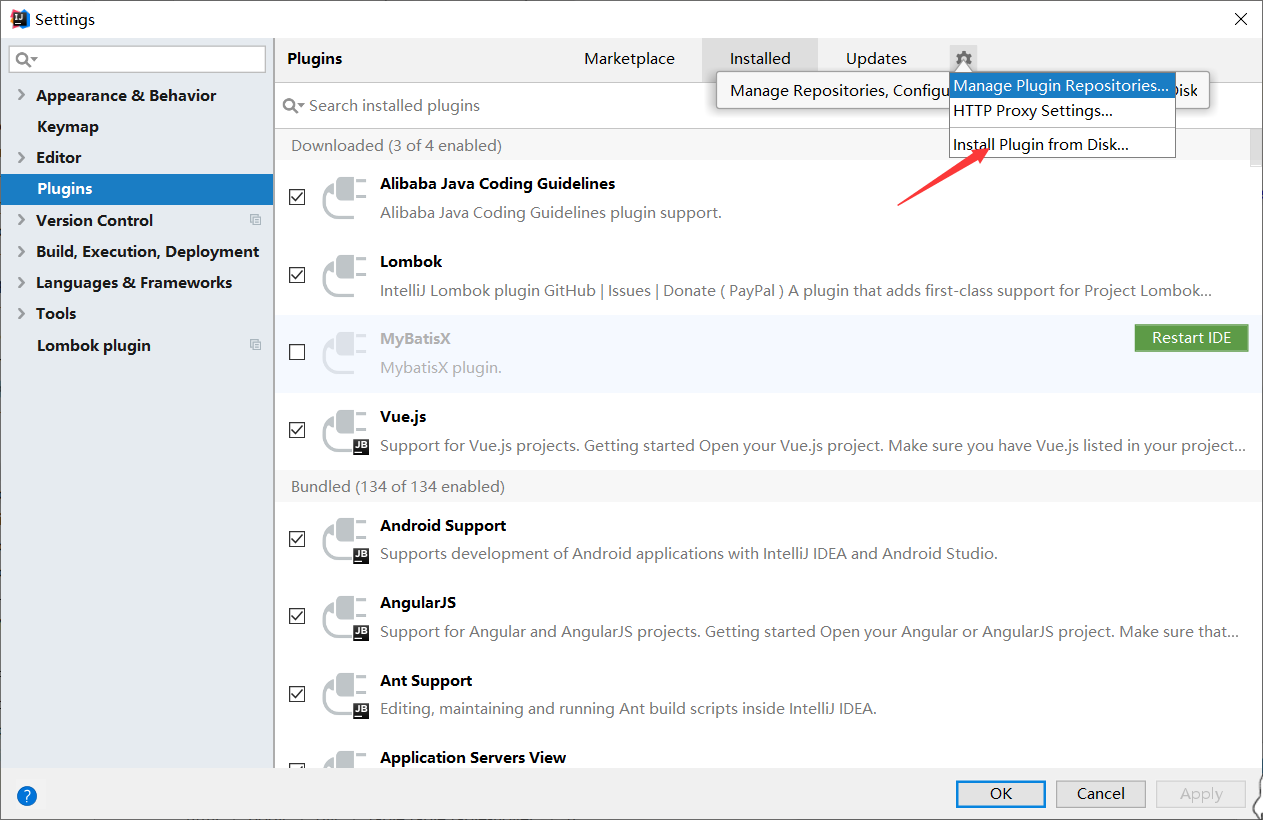 Settings
Plugins
Marketplace
Installed
Updates
Appearance & Behavior
Keymap
Editor
Plugins
Version Control
Build, Execution, Deployment
Languages & Frameworks
Tools
Lombok plugin
Manage Repositories, Configu
Disk
Manage Plugin Repositories...
HTTP Proxy Settings...
Install Plugin from Disk...
Search installed plugins
Downloaded (3 of 4 enabled)
Alibaba Java Coding Guidelines
Alibaba Java Coding Guidelines plugin support.
Lombok
IntelliJ Lombok plugin GitHub | Issues | Donate ( PayPal ) A plugin that adds first-class support for Project Lombok...
MyBatisX
Restart IDE
MybatisX plugin.
Vue.js
JB
Support for Vue.js projects. Getting started Open your Vue.js project. Make sure you have Vue.js listed in your project...
Bundled (134 of 134 enabled)
Android Support
JB
Supports development of Android applications with IntelliJ IDEA and Android Studio.
AngularJS
JB
Support for Angular and AngularJS projects. Getting started Open your Angular or AngularJS project. Make sure that...
Ant Support
JB
Editing, maintaining and running Ant build scripts inside IntelliJ IDEA.
Application Servers View
?
OK
Cancel
Apply